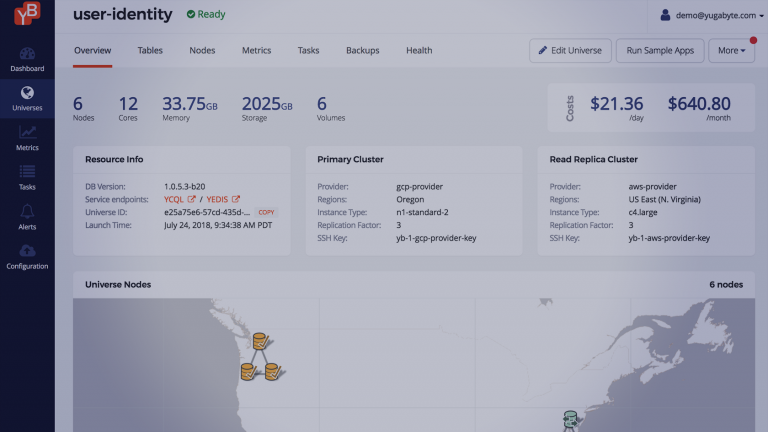 YB
user-identity
Ready
demo@yugabyte.com
Overview
Tables
Nodes
Metrics
Tasks
Backups
Health
Edit Universe
Run Sample Apps
More
Dashboard
Universes
Metrics
Tasks
Alerts
Configuration
6
Nodes
12
Cores
33.75GB
Memory
2025GB
Storage
6
Volumes
Costs
$21.36
/day
$640.80
/month
Resource Info
DB Version: 1.0.5.3-b20
Service endpoints: YCQL / YEDIS
Universe ID: e25a75e6-57cd-435d-... COPY
Launch Time: July 24, 2018, 9:34:38 AM PDT
Primary Cluster
Provider: gcp-provider
Regions: Oregon
Instance Type: n1-standard-2
Replication Factor: 3
SSH Key: yb-1-gcp-provider-key
Read Replica Cluster
Provider: aws-provider
Regions: US East (N. Virginia)
Instance Type: c4.large
Replication Factor: 3
SSH Key: yb-1-aws-provider-key
Universe Nodes
6 nodes